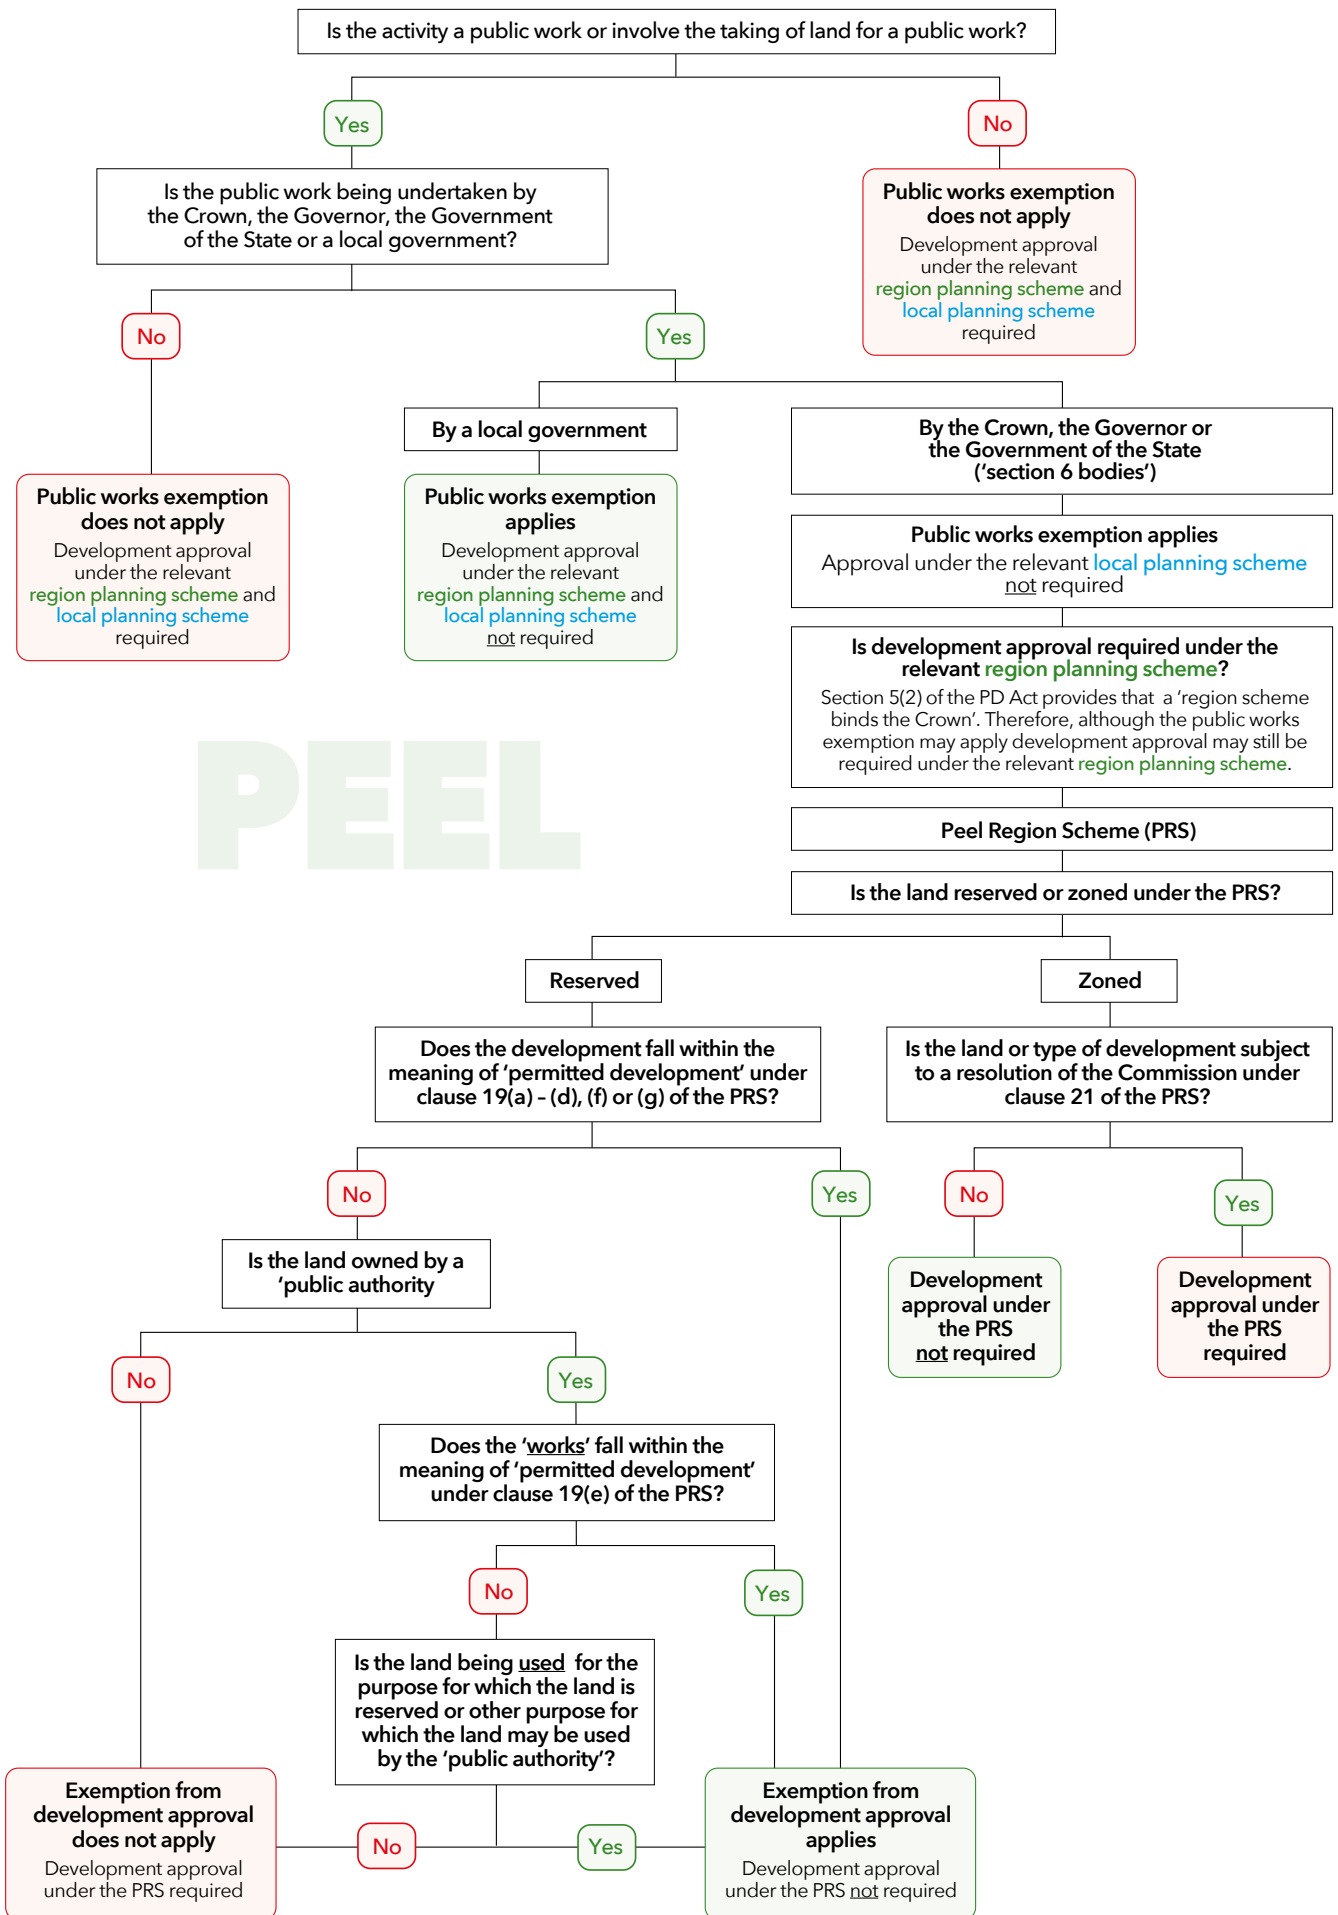 Is the activity a public work or involve the taking of land for a public work?
Yes
No
Is the public work being undertaken by
the Crown, the Governor, the Government
of the State or a local government?
Public works exemption
does not apply
Development approval
under the relevant
region planning scheme and
local planning scheme
required
No
Yes
By a local government
By the Crown, the Governor or
the Government of the State
(‘section 6 bodies’)
Public works exemption
does not apply
Development approval
under the relevant
region planning scheme and
local planning scheme
required
Public works exemption
applies
Development approval
under the relevant
region planning scheme and
local planning scheme
not required
Public works exemption applies
Approval under the relevant local planning scheme
not required
Is development approval required under the
relevant region planning scheme?
Section 5(2) of the PD Act provides that a ‘region scheme
binds the Crown’. Therefore, although the public works
exemption may apply development approval may still be
required under the relevant region planning scheme.
PEEL
Peel Region Scheme (PRS)
Is the land reserved or zoned under the PRS?
Reserved
Zoned
Does the development fall within the
meaning of ‘permitted development’ under
clause 19(a) – (d), (f) or (g) of the PRS?
Is the land or type of development subject
to a resolution of the Commission under
clause 21 of the PRS?
No
Yes
No
Yes
Is the land owned by a
‘public authority
Development
approval under
the PRS
not required
Development
approval under
the PRS
required
No
Yes
Does the ‘works’ fall within the
meaning of ‘permitted development’
under clause 19(e) of the PRS?
No
Yes
Is the land being used for the
purpose for which the land is
reserved or other purpose for
which the land may be used
by the ‘public authority’?
Exemption from
development approval
does not apply
Development approval
under the PRS required
No
Yes
Exemption from
development approval
applies
Development approval
under the PRS not required